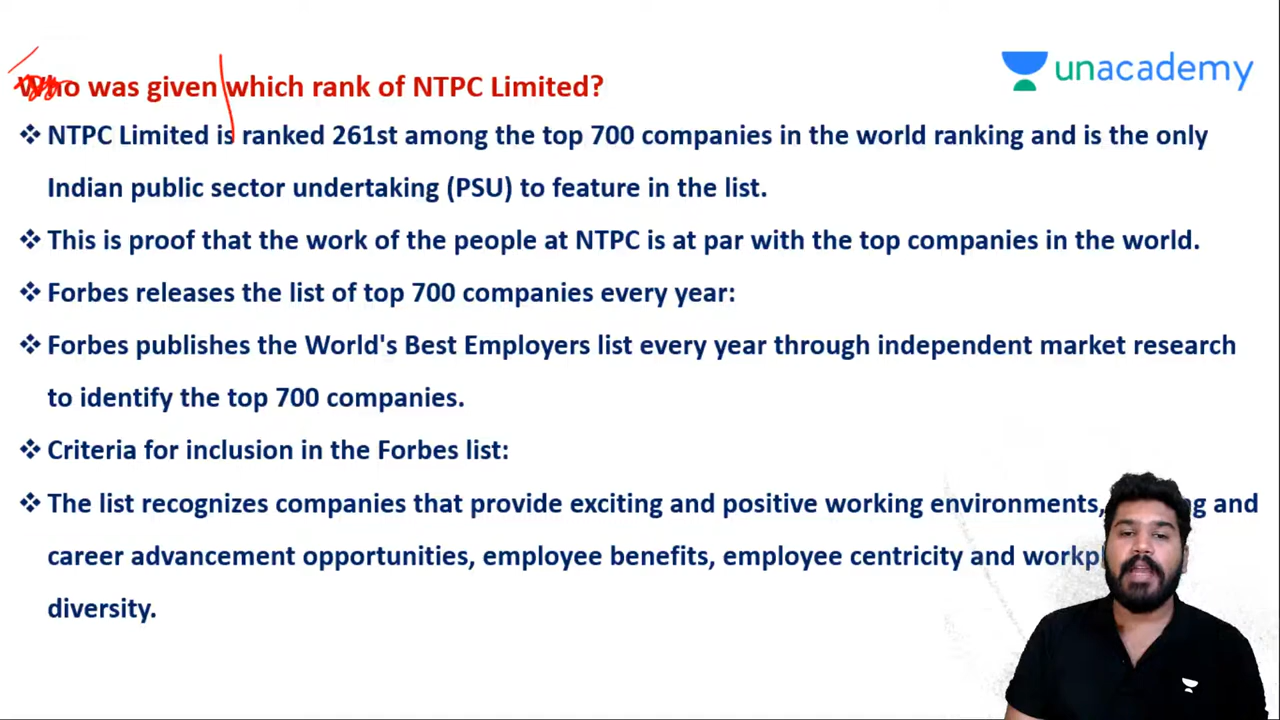 unacademy
Who was given which rank of NTPC Limited?
❖ NTPC Limited is ranked 261st among the top 700 companies in the world ranking and is the only
Indian public sector undertaking (PSU) to feature in the list.
❖ This is proof that the work of the people at NTPC is at par with the top companies in the world.
❖ Forbes releases the list of top 700 companies every year:
❖ Forbes publishes the World's Best Employers list every year through independent market research
to identify the top 700 companies.
❖ Criteria for inclusion in the Forbes list:
❖ The list recognizes companies that provide exciting and positive working environments, and
career advancement opportunities, employee benefits, employee centricity and
diversity.